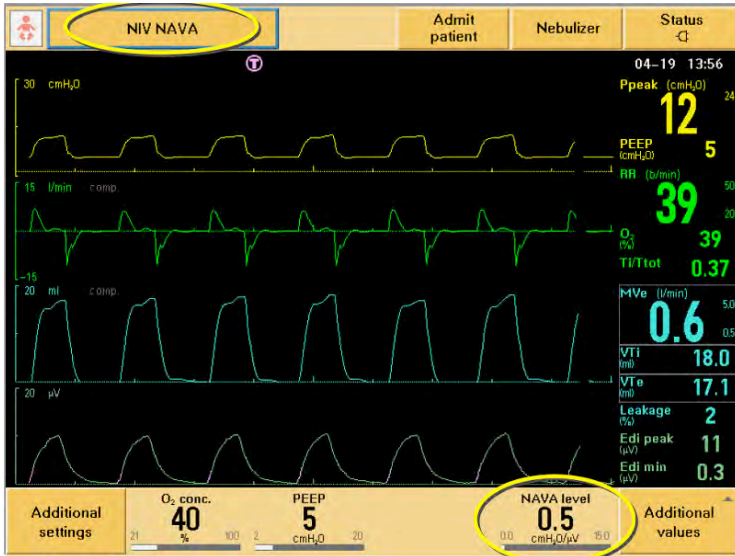 NIV NAVA
Admit
patient
Nebulizer
Status
T
04-19 13:56
30 cmH₂O
Ppeak (cmH₂O)
24
12
PEEP
(cmH₂O)
5
15 l/min comp.
-15
RR (b/min)
50
39
20
O₂
(%)
39
Ti/Ttot
0.37
20 ml comp.
MVe (l/min)
5.0
0.6
0.5
VTi
(ml)
18.0
VTe
(ml)
17.1
20 µV
Leakage
(%)
2
Edi peak
(µV)
11
Edi min
(µV)
0.3
Additional
settings
O₂ conc.
40
21 % 100
PEEP
5
2 cmH₂O 20
NAVA level
0.5
0.0 cmH₂O/µV 15.0
Additional
values